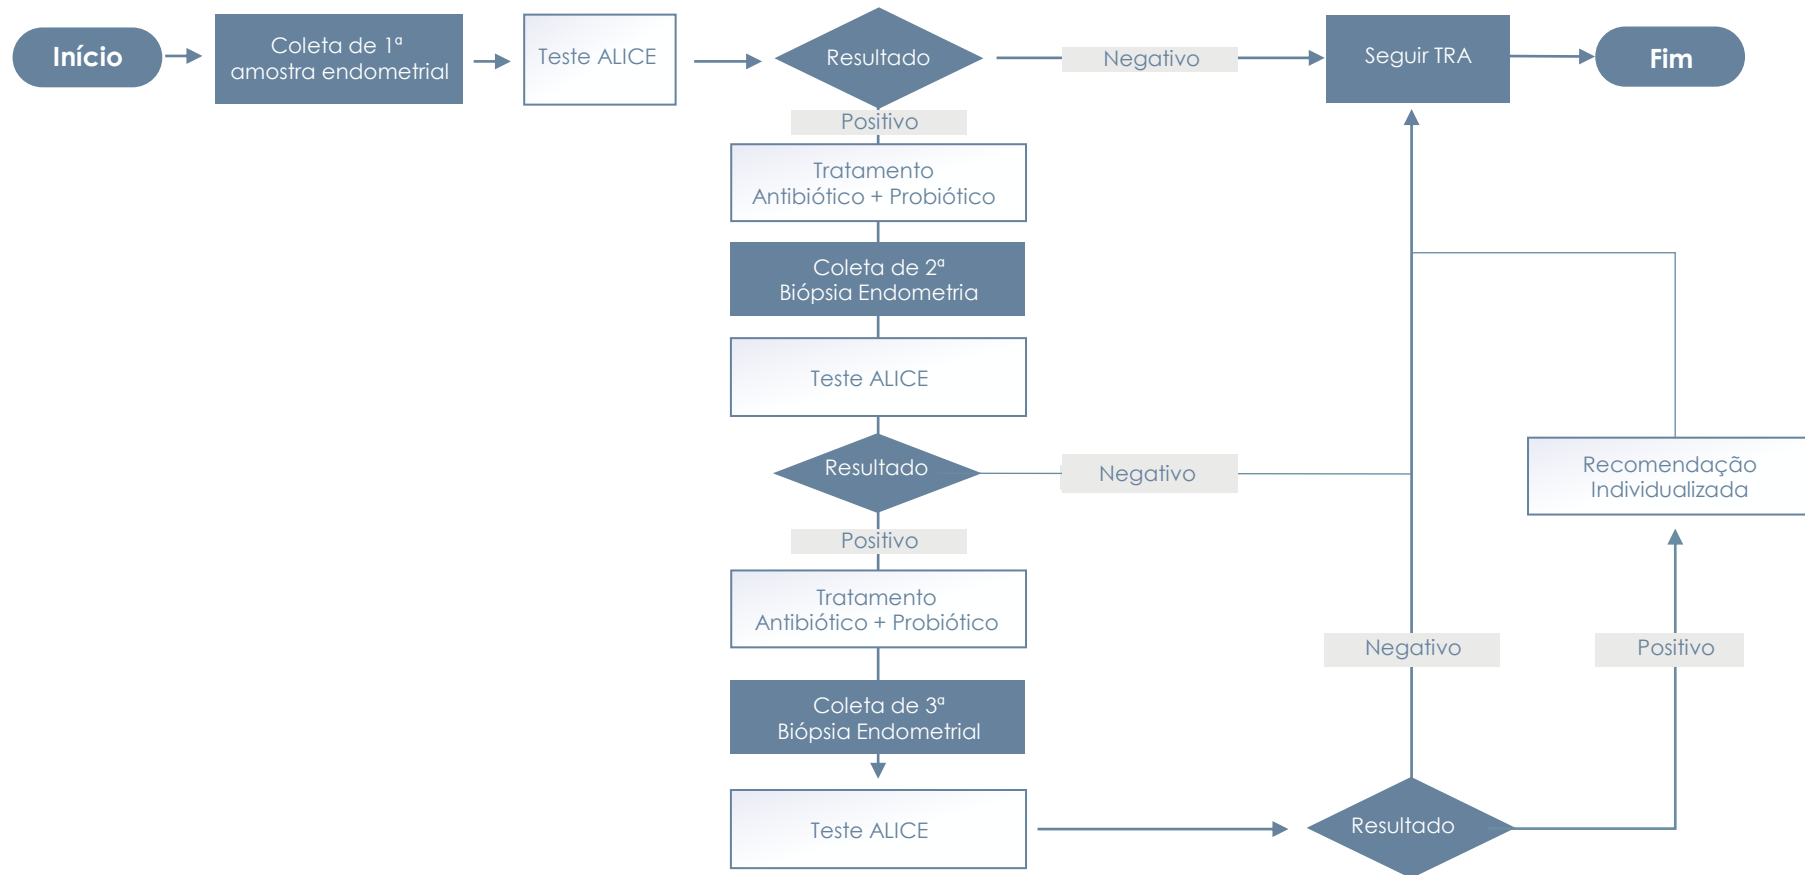 Início
Coleta de 1ª
amostra endometrial
Teste ALICE
Resultado
Negativo
Seguir TRA
Fim
Positivo
Tratamento
Antibiótico + Probiótico
Coleta de 2ª
Biópsia Endometria
Teste ALICE
Resultado
Negativo
Recomendação
Individualizada
Positivo
Tratamento
Antibiótico + Probiótico
Negativo
Positivo
Coleta de 3ª
Biópsia Endometrial
Teste ALICE
Resultado